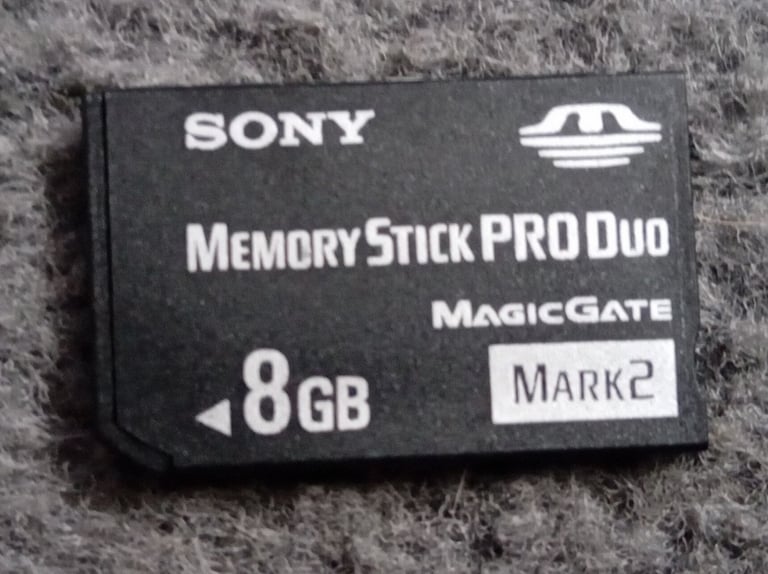 SONY
MEMORY STICK PRO DUO
MAGICGATE
◀8GB
MARK2